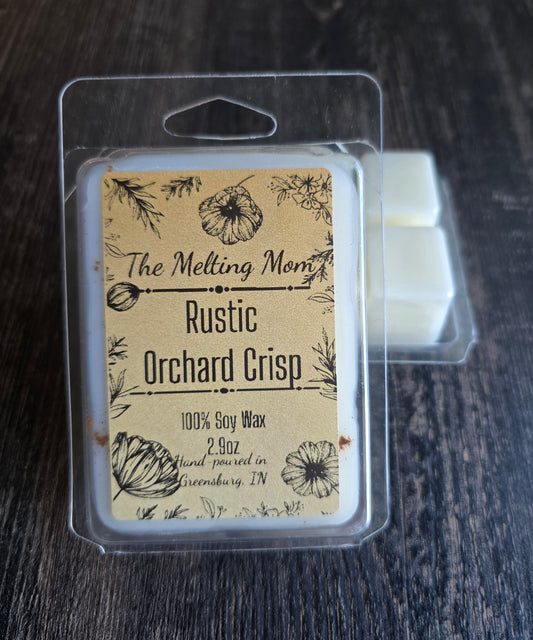 The Melting Mom
Rustic
Orchard Crisp
100% Soy Wax
2.9oz
Hand-poured in
Greensburg, IN